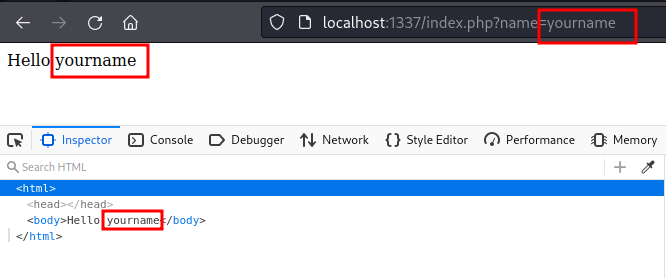 localhost:1337/index.php?name=yourname
Hello yourname
Inspector Console Debugger Network Style Editor Performance Memory
Search HTML
<html>
<head></head>
<body>Hello yourname</body>
</html>